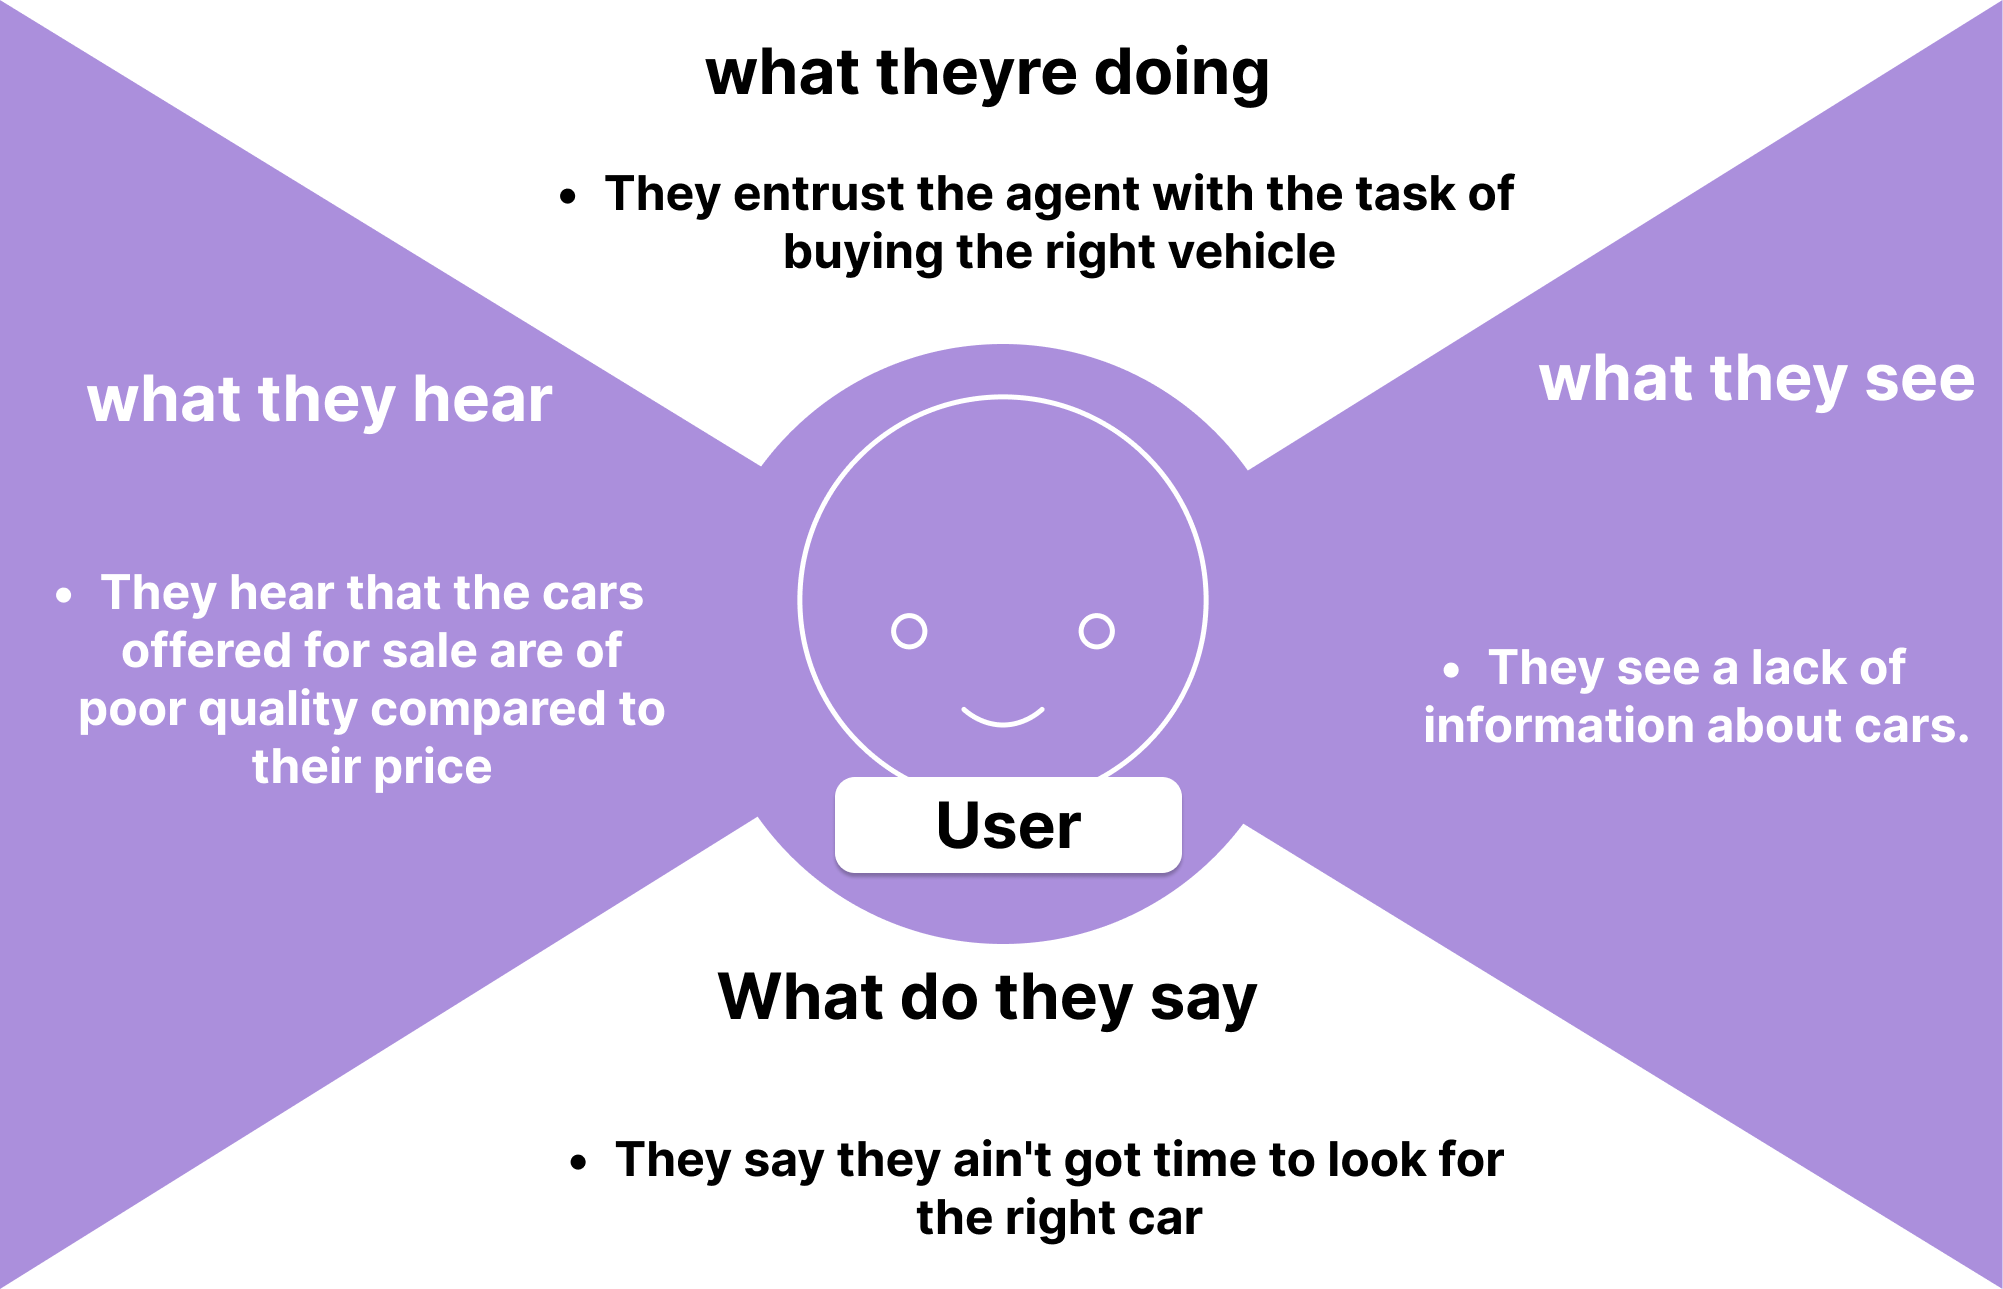 what theyre doing
• They entrust the agent with the task of
buying the right vehicle
what they hear
• They hear that the cars
offered for sale are of
poor quality compared to
their price
what they see
• They see a lack of
information about cars.
User
What do they say
• They say they ain't got time to look for
the right car